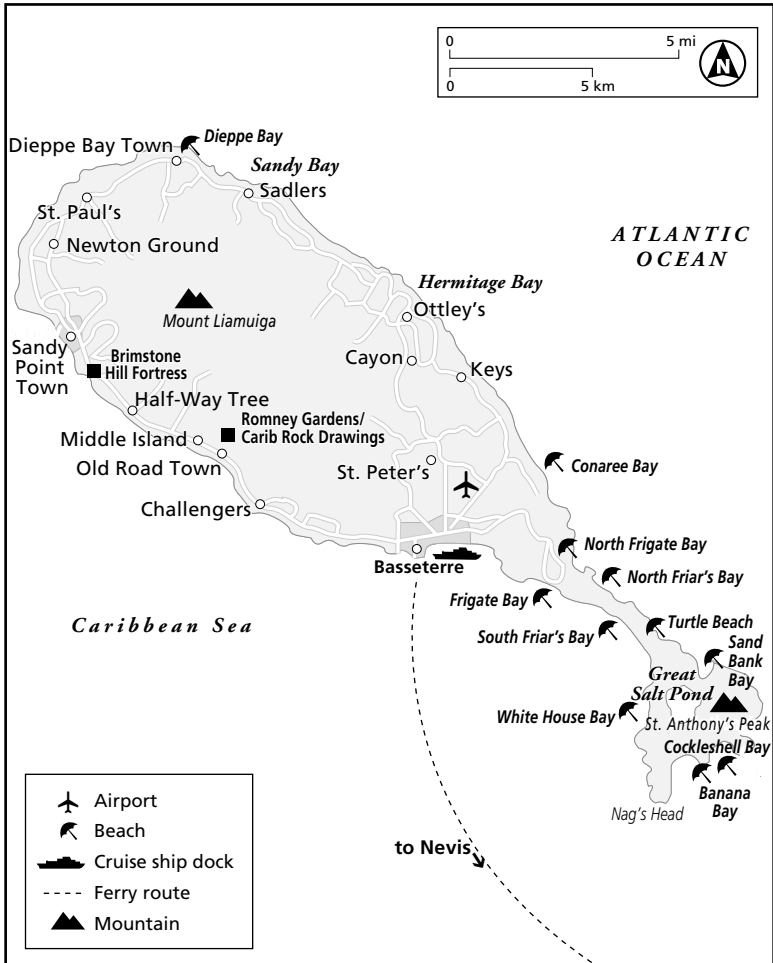 0
5 mi
0
5 km
N
Dieppe Bay Town
Dieppe Bay
Sandy Bay
Sadlers
St. Paul's
Newton Ground
ATLANTIC
OCEAN
Hermitage Bay
Ottley's
Mount Liamuiga
Sandy
Point
Town
Brimstone
Hill Fortress
Cayon
Keys
Half-Way Tree
Romney Gardens/
Carib Rock Drawings
Middle Island
Old Road Town
St. Peter's
Conaree Bay
Challengers
North Frigate Bay
Basseterre
North Friar's Bay
Frigate Bay
Caribbean Sea
South Friar's Bay
Turtle Beach
Sand
Bank
Bay
Great
Salt Pond
White House Bay
St. Anthony's Peak
Cockleshell Bay
Banana
Bay
Nag's Head
to Nevis
Airport
Beach
Cruise ship dock
Ferry route
Mountain